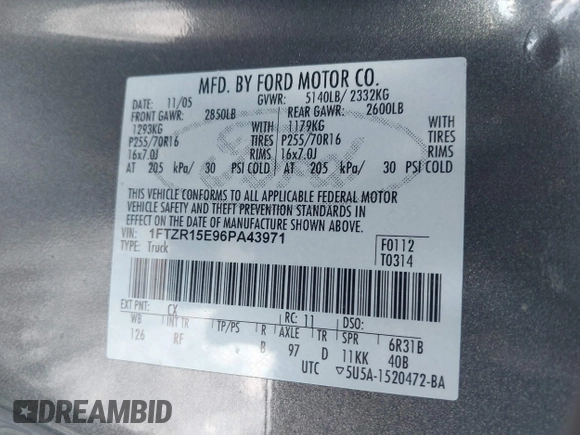 MFD. BY FORD MOTOR CO.
DATE: 11/05 GVWR: 5140LB/ 2332KG
FRONT GAWR: 2850LB REAR GAWR: 2600LB
1293KG WITH 1179KG WITH
P255/70R16 TIRES P255/70R16 TIRES
16x7.0J RIMS 16x7.0J RIMS
AT 205 kPa/ 30 PSI COLD AT 205 kPa/ 30 PSI COLD
THIS VEHICLE CONFORMS TO ALL APPLICABLE FEDERAL MOTOR
VEHICLE SAFETY AND THEFT PREVENTION STANDARDS IN
EFFECT ON THE DATE OF MANUFACTURE SHOWN ABOVE.
VIN: 1FTZR15E96PA43971 F0112
TYPE: Truck T0314
EXT PNT: CX RC: 11 DSO:
WB INT TR TP/PS R AXLE TR SPR 6R31B
126 RF B 97 D 11KK 40B
UTC ▽5U5A-1520472-BA
DREAMBID